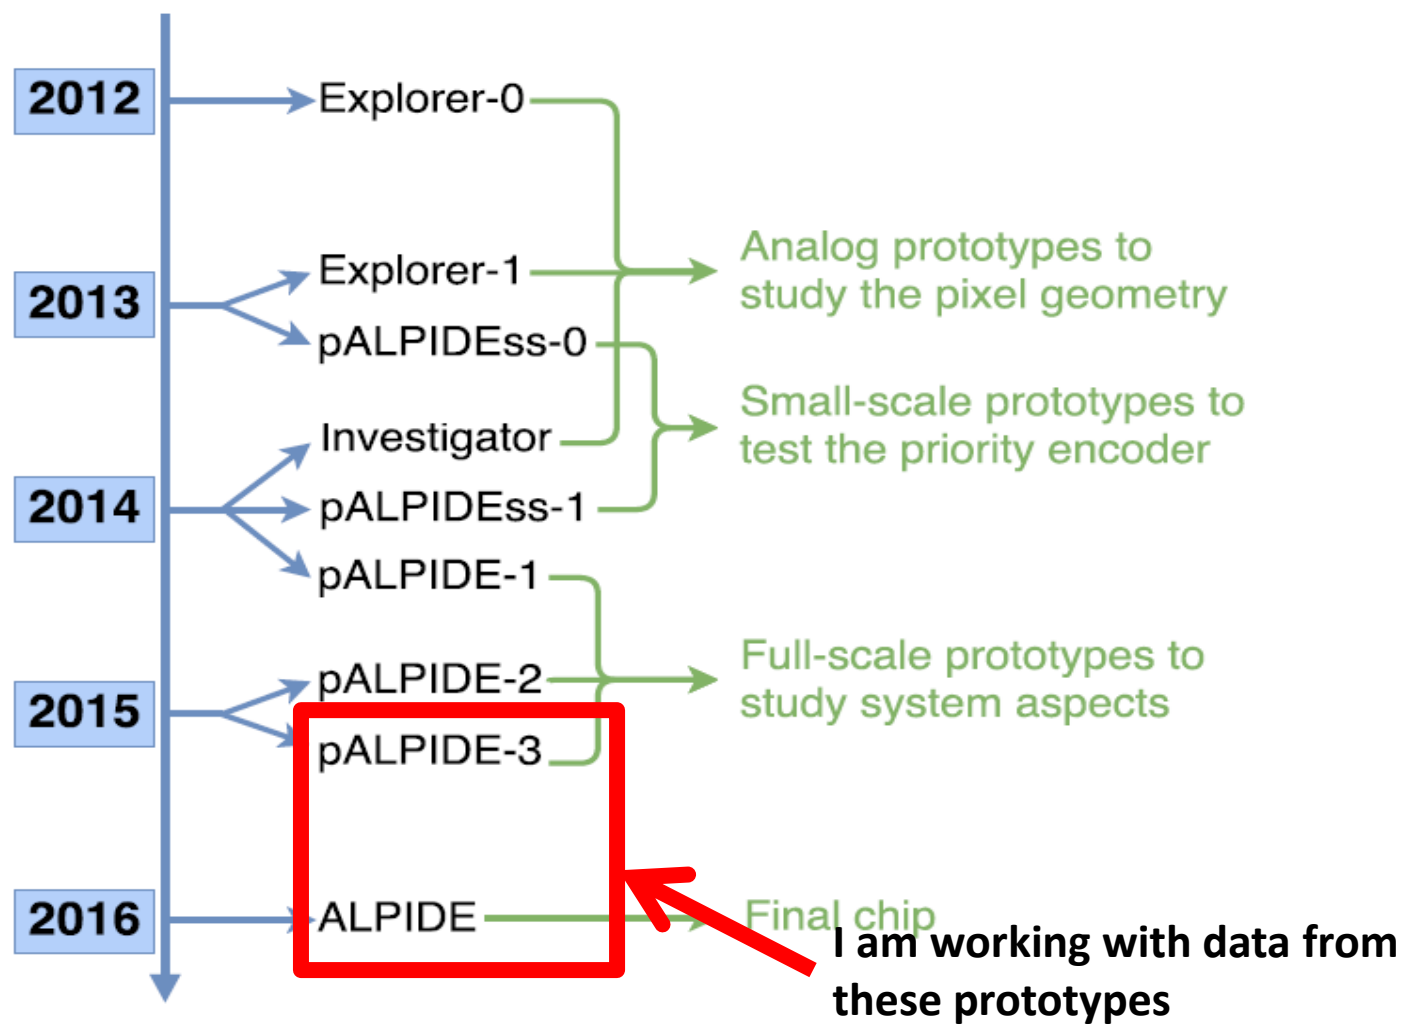 2012
Explorer-0
2013
Explorer-1
pALPIDEss-0
Analog prototypes to
study the pixel geometry
2014
Investigator
pALPIDEss-1
pALPIDE-1
Small-scale prototypes to
test the priority encoder
2015
pALPIDE-2
pALPIDE-3
Full-scale prototypes to
study system aspects
2016
ALPIDE
Final chip
I am working with data from
these prototypes